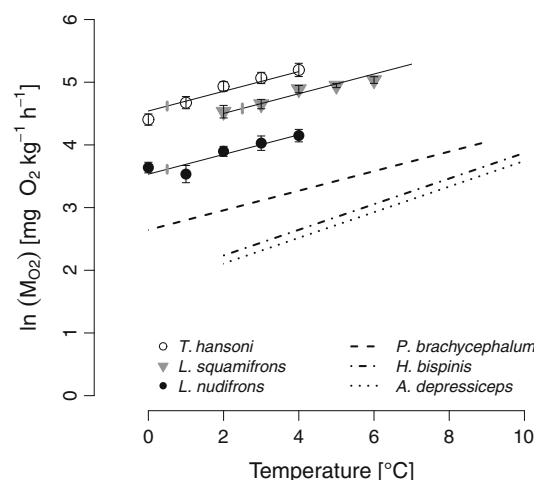 ln (M_O2) [mg O₂ kg⁻¹ h⁻¹]
6
5
4
3
2
1
0
T. hansoni
L. squamifrons
L. nudifrons
P. brachycephalum
H. bispinis
A. depressiceps
0 2 4 6 8 10
Temperature [°C]